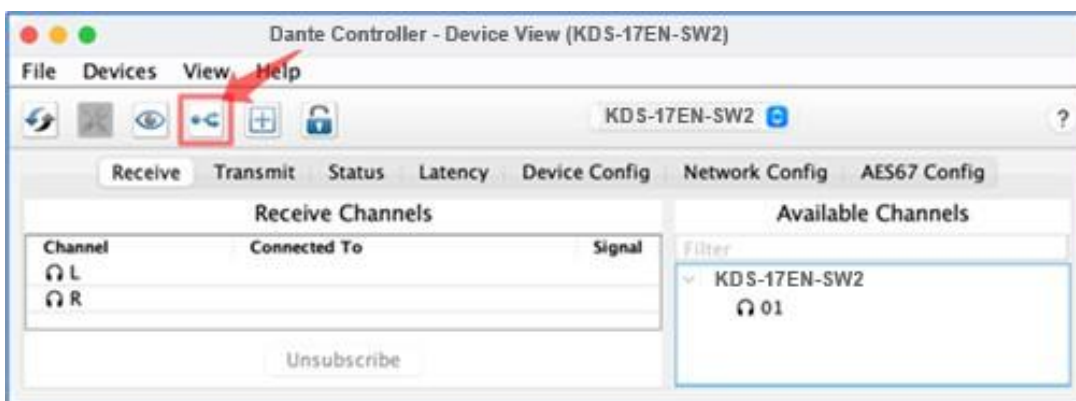 Dante Controller - Device View (KDS-17EN-SW2)
File Devices View Help
KDS-17EN-SW2 ?
Receive Transmit Status Latency Device Config Network Config AES67 Config
Receive Channels Available Channels
Channel Connected To Signal Filter
L KDS-17EN-SW2
R 01
Unsubscribe